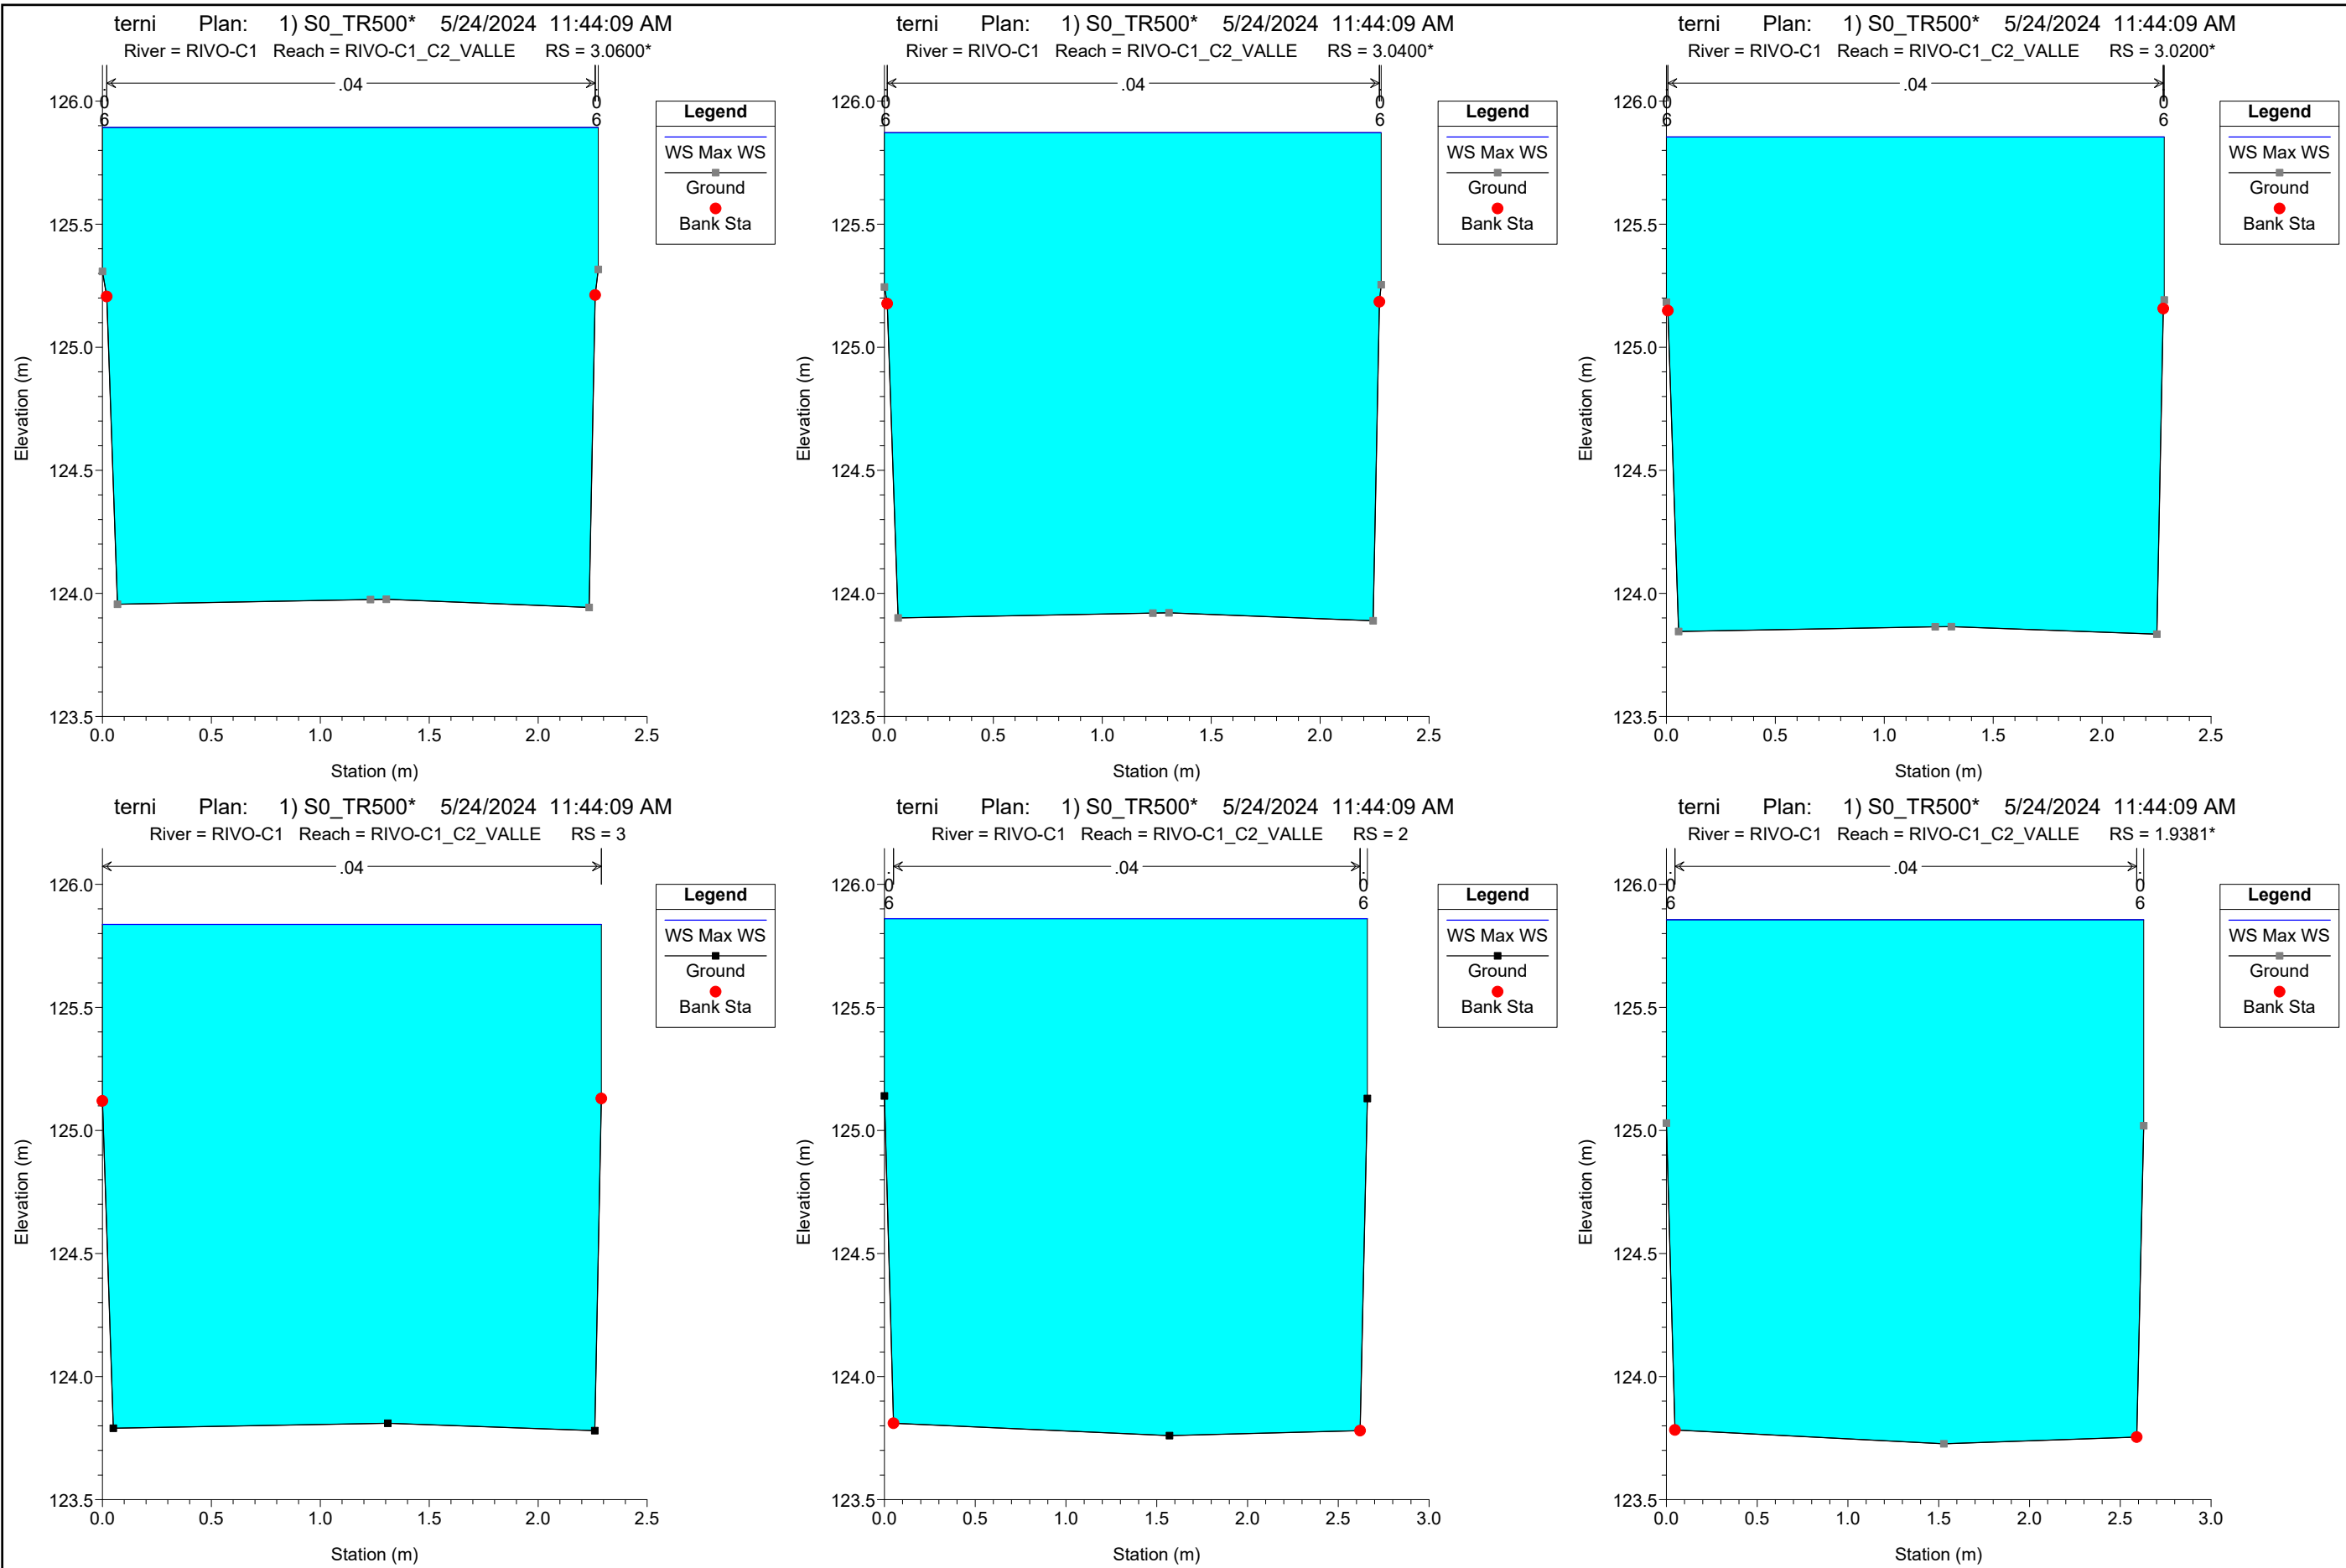 terni Plan: 1) S0_TR500* 5/24/2024 11:44:09 AM
River = RIVO-C1 Reach = RIVO-C1_C2_VALLE RS = 3.0600*
.04
.06
.06
126.0
125.5
125.0
124.5
124.0
123.5
Elevation (m)
0.0 0.5 1.0 1.5 2.0 2.5
Station (m)
Legend
WS Max WS
Ground
Bank Sta
terni Plan: 1) S0_TR500* 5/24/2024 11:44:09 AM
River = RIVO-C1 Reach = RIVO-C1_C2_VALLE RS = 3.0400*
.04
.06
.06
126.0
125.5
125.0
124.5
124.0
123.5
Elevation (m)
0.0 0.5 1.0 1.5 2.0 2.5
Station (m)
Legend
WS Max WS
Ground
Bank Sta
terni Plan: 1) S0_TR500* 5/24/2024 11:44:09 AM
River = RIVO-C1 Reach = RIVO-C1_C2_VALLE RS = 3.0200*
.04
.06
.06
126.0
125.5
125.0
124.5
124.0
123.5
Elevation (m)
0.0 0.5 1.0 1.5 2.0 2.5
Station (m)
Legend
WS Max WS
Ground
Bank Sta
terni Plan: 1) S0_TR500* 5/24/2024 11:44:09 AM
River = RIVO-C1 Reach = RIVO-C1_C2_VALLE RS = 3
.04
126.0
125.5
125.0
124.5
124.0
123.5
Elevation (m)
0.0 0.5 1.0 1.5 2.0 2.5
Station (m)
Legend
WS Max WS
Ground
Bank Sta
terni Plan: 1) S0_TR500* 5/24/2024 11:44:09 AM
River = RIVO-C1 Reach = RIVO-C1_C2_VALLE RS = 2
.04
.06
.06
126.0
125.5
125.0
124.5
124.0
123.5
Elevation (m)
0.0 0.5 1.0 1.5 2.0 2.5 3.0
Station (m)
Legend
WS Max WS
Ground
Bank Sta
terni Plan: 1) S0_TR500* 5/24/2024 11:44:09 AM
River = RIVO-C1 Reach = RIVO-C1_C2_VALLE RS = 1.9381*
.04
.06
.06
126.0
125.5
125.0
124.5
124.0
123.5
Elevation (m)
0.0 0.5 1.0 1.5 2.0 2.5 3.0
Station (m)
Legend
WS Max WS
Ground
Bank Sta